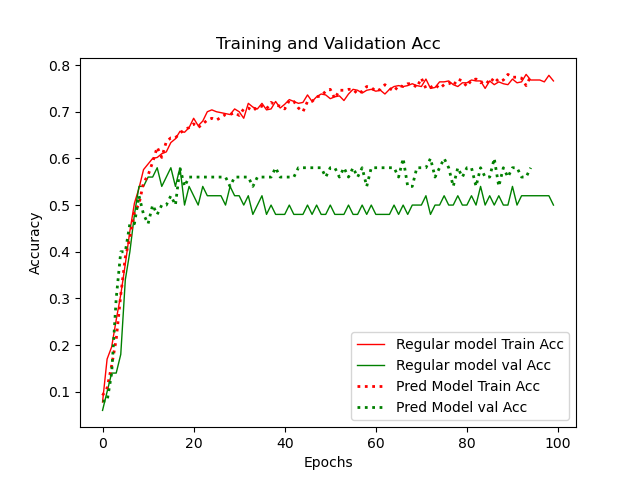 Training and Validation Acc
0.8
0.7
0.6
0.5
0.4
0.3
0.2
0.1
Accuracy
Regular model Train Acc
Regular model val Acc
Pred Model Train Acc
Pred Model val Acc
0 20 40 60 80 100
Epochs